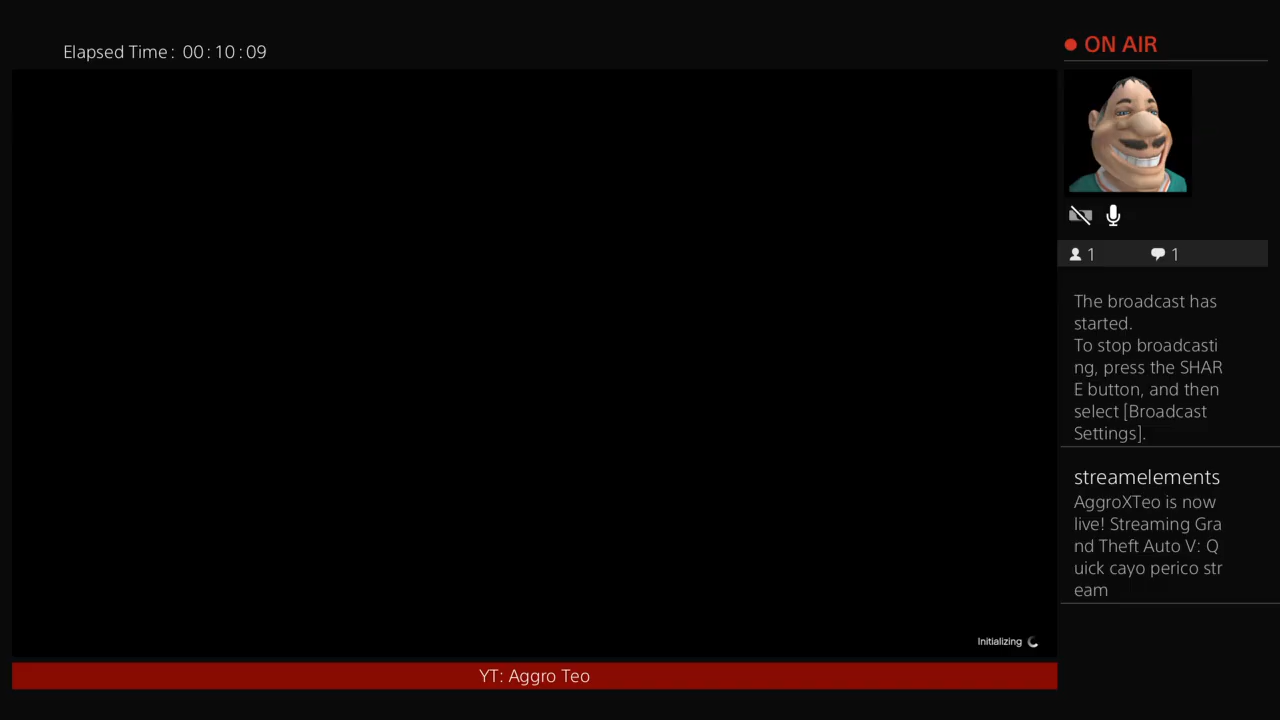 Elapsed Time: 00:10:09
ON AIR
1
1
The broadcast has
started.
To stop broadcasti
ng, press the SHAR
E button, and then
select [Broadcast
Settings].
streamelements
AggroXTeo is now
live! Streaming Gra
nd Theft Auto V: Q
uick cayo perico str
eam
Initializing
YT: Aggro Teo